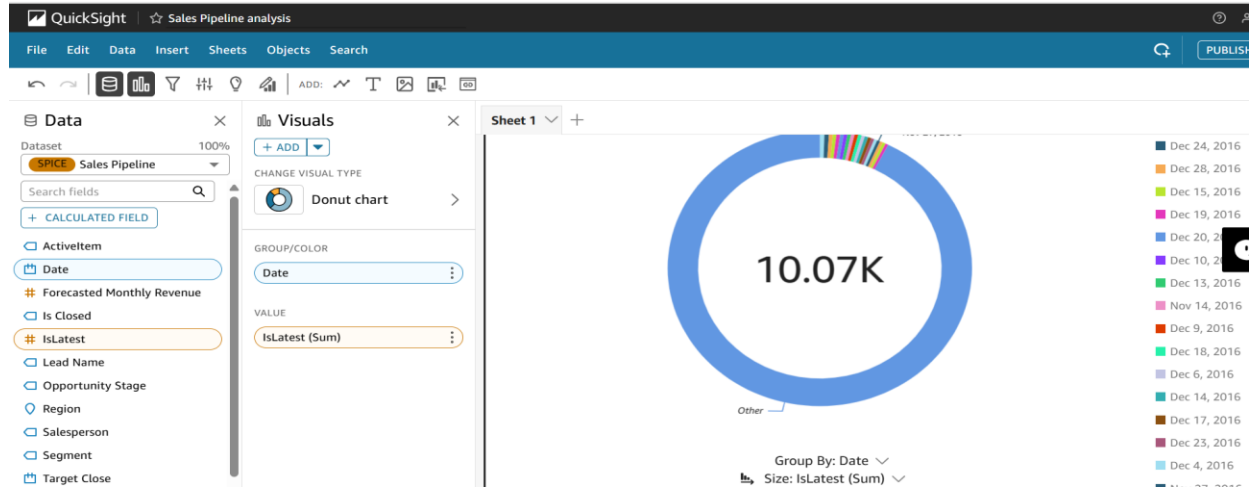 QuickSight
Sales Pipeline analysis
File Edit Data Insert Sheets Objects Search
PUBLISH
ADD:
Data
Dataset 100%
SPICE Sales Pipeline
Search fields
+ CALCULATED FIELD
ActiveItem
Date
# Forecasted Monthly Revenue
Is Closed
# IsLatest
Lead Name
Opportunity Stage
Region
Salesperson
Segment
Target Close
Visuals
+ ADD
CHANGE VISUAL TYPE
Donut chart
GROUP/COLOR
Date
VALUE
IsLatest (Sum)
Sheet 1
10.07K
Other
Group By: Date
Size: IsLatest (Sum)
Dec 24, 2016
Dec 28, 2016
Dec 15, 2016
Dec 19, 2016
Dec 20, 2
Dec 10, 2
Dec 13, 2016
Nov 14, 2016
Dec 9, 2016
Dec 18, 2016
Dec 6, 2016
Dec 14, 2016
Dec 17, 2016
Dec 23, 2016
Dec 4, 2016